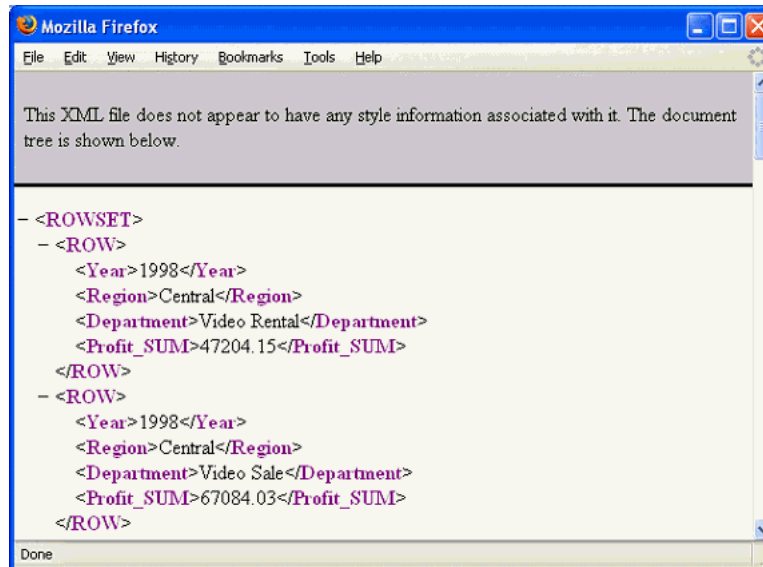 Mozilla Firefox
File Edit View History Bookmarks Tools Help
This XML file does not appear to have any style information associated with it. The document
tree is shown below.
− <ROWSET>
− <ROW>
<Year>1998</Year>
<Region>Central</Region>
<Department>Video Rental</Department>
<Profit_SUM>47204.15</Profit_SUM>
</ROW>
− <ROW>
<Year>1998</Year>
<Region>Central</Region>
<Department>Video Sale</Department>
<Profit_SUM>67084.03</Profit_SUM>
</ROW>
Done